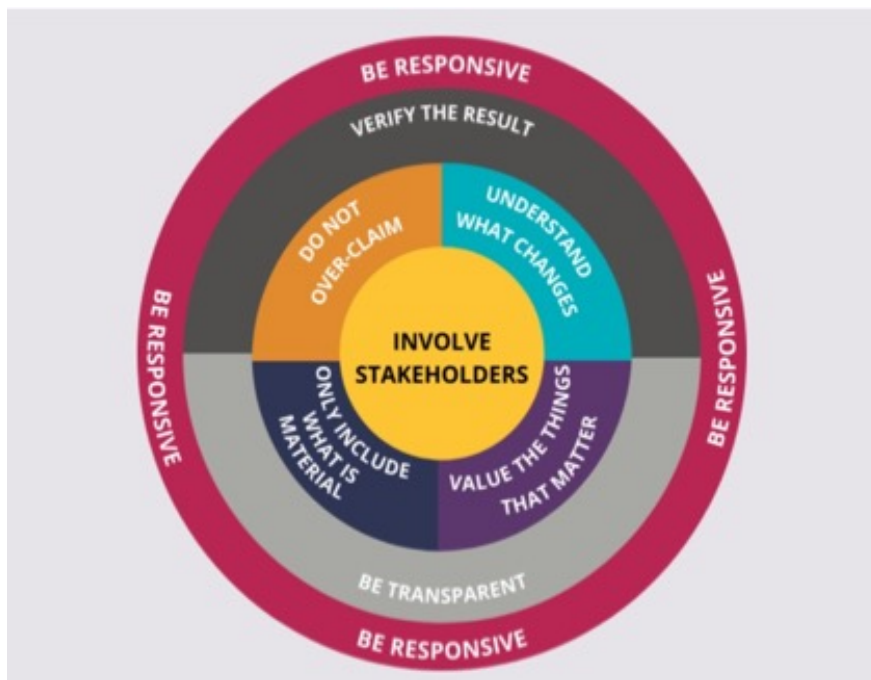 BE RESPONSIVE
VERIFY THE RESULT
DO NOT
OVER-CLAIM
UNDERSTAND
WHAT CHANGES
BE RESPONSIVE
INVOLVE
STAKEHOLDERS
BE RESPONSIVE
ONLY INCLUDE
WHAT IS
MATERIAL
VALUE THE THINGS
THAT MATTER
BE TRANSPARENT
BE RESPONSIVE